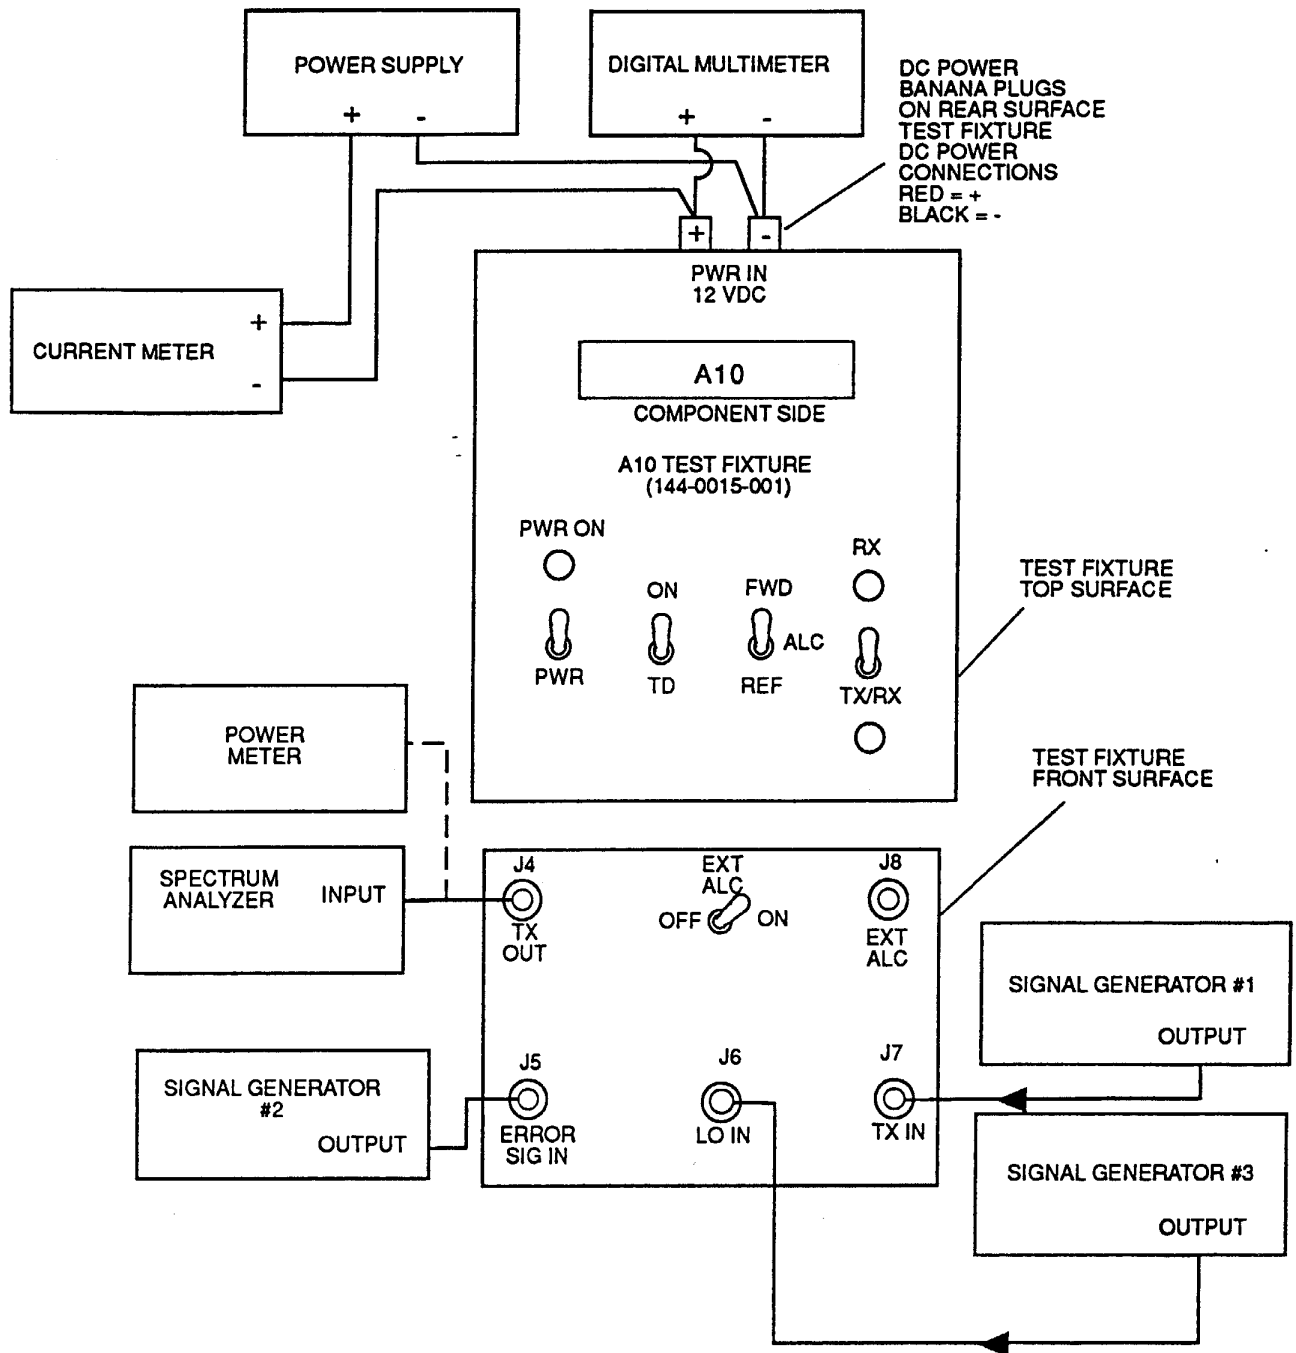 POWER SUPPLY
+ -
DIGITAL MULTIMETER
+ -
DC POWER
BANANA PLUGS
ON REAR SURFACE
TEST FIXTURE
DC POWER
CONNECTIONS
RED = +
BLACK = -
+ -
PWR IN
12 VDC
CURRENT METER
+
-
A10
COMPONENT SIDE
A10 TEST FIXTURE
(144-0015-001)
PWR ON
PWR
ON
TD
FWD
ALC
REF
RX
TX/RX
TEST FIXTURE
TOP SURFACE
POWER
METER
TEST FIXTURE
FRONT SURFACE
SPECTRUM
ANALYZER
INPUT
J4
TX
OUT
EXT
ALC
OFF
ON
J8
EXT
ALC
SIGNAL GENERATOR #1
OUTPUT
SIGNAL GENERATOR
#2
OUTPUT
J5
ERROR
SIG IN
J6
LO IN
J7
TX IN
SIGNAL GENERATOR #3
OUTPUT